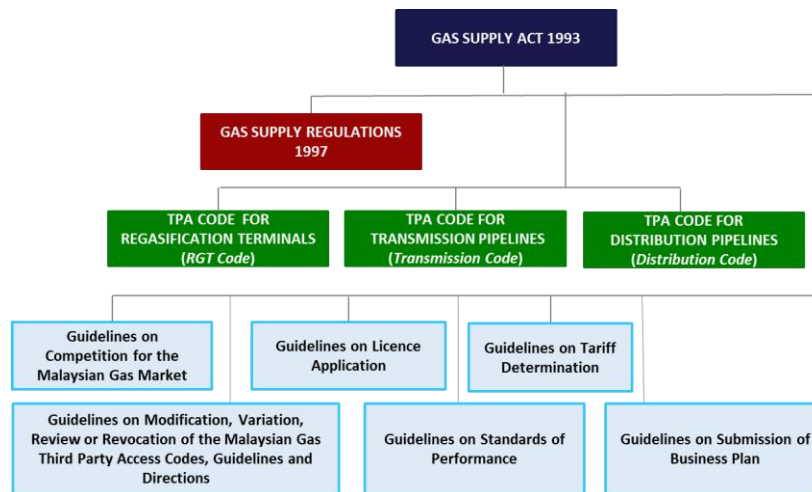 GAS SUPPLY ACT 1993
GAS SUPPLY REGULATIONS
1997
TPA CODE FOR
REGASIFICATION TERMINALS
(RGT Code)
TPA CODE FOR
TRANSMISSION PIPELINES
(Transmission Code)
TPA CODE FOR
DISTRIBUTION PIPELINES
(Distribution Code)
Guidelines on
Competition for the
Malaysian Gas Market
Guidelines on Licence
Application
Guidelines on Tariff
Determination
Guidelines on Modification, Variation,
Review or Revocation of the Malaysian Gas
Third Party Access Codes, Guidelines and
Directions
Guidelines on Standards of
Performance
Guidelines on Submission of
Business Plan